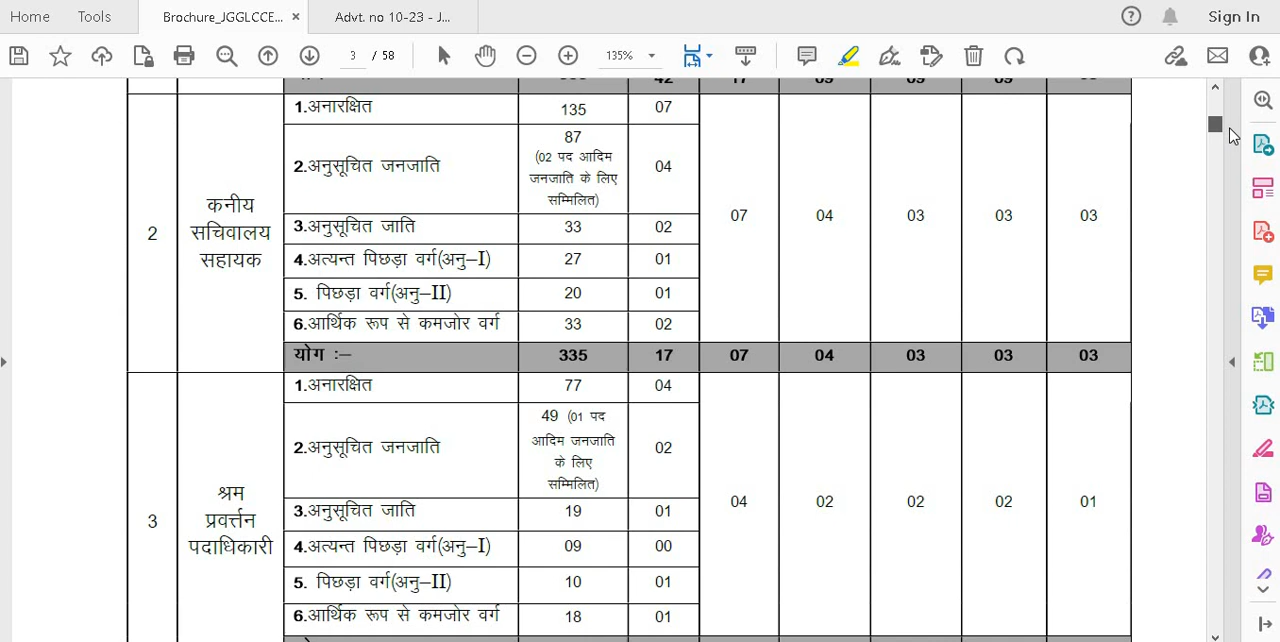 Home Tools Brochure_JGGLCCE... × Advt. no 10-23 - J... Sign In
3 / 58 135%
2 कनीय सचिवालय सहायक
1.अनारक्षित 135 07
2.अनुसूचित जनजाति 87 (02 पद आदिम जनजाति के लिए सम्मिलित) 04
3.अनुसूचित जाति 33 02
4.अत्यन्त पिछड़ा वर्ग(अनु–I) 27 01
5. पिछड़ा वर्ग(अनु–II) 20 01
6.आर्थिक रूप से कमजोर वर्ग 33 02
07 04 03 03 03
योग :– 335 17 07 04 03 03 03
3 श्रम प्रवर्त्तन पदाधिकारी
1.अनारक्षित 77 04
2.अनुसूचित जनजाति 49 (01 पद आदिम जनजाति के लिए सम्मिलित) 02
3.अनुसूचित जाति 19 01
4.अत्यन्त पिछड़ा वर्ग(अनु–I) 09 00
5. पिछड़ा वर्ग(अनु–II) 10 01
6.आर्थिक रूप से कमजोर वर्ग 18 01
04 02 02 02 01